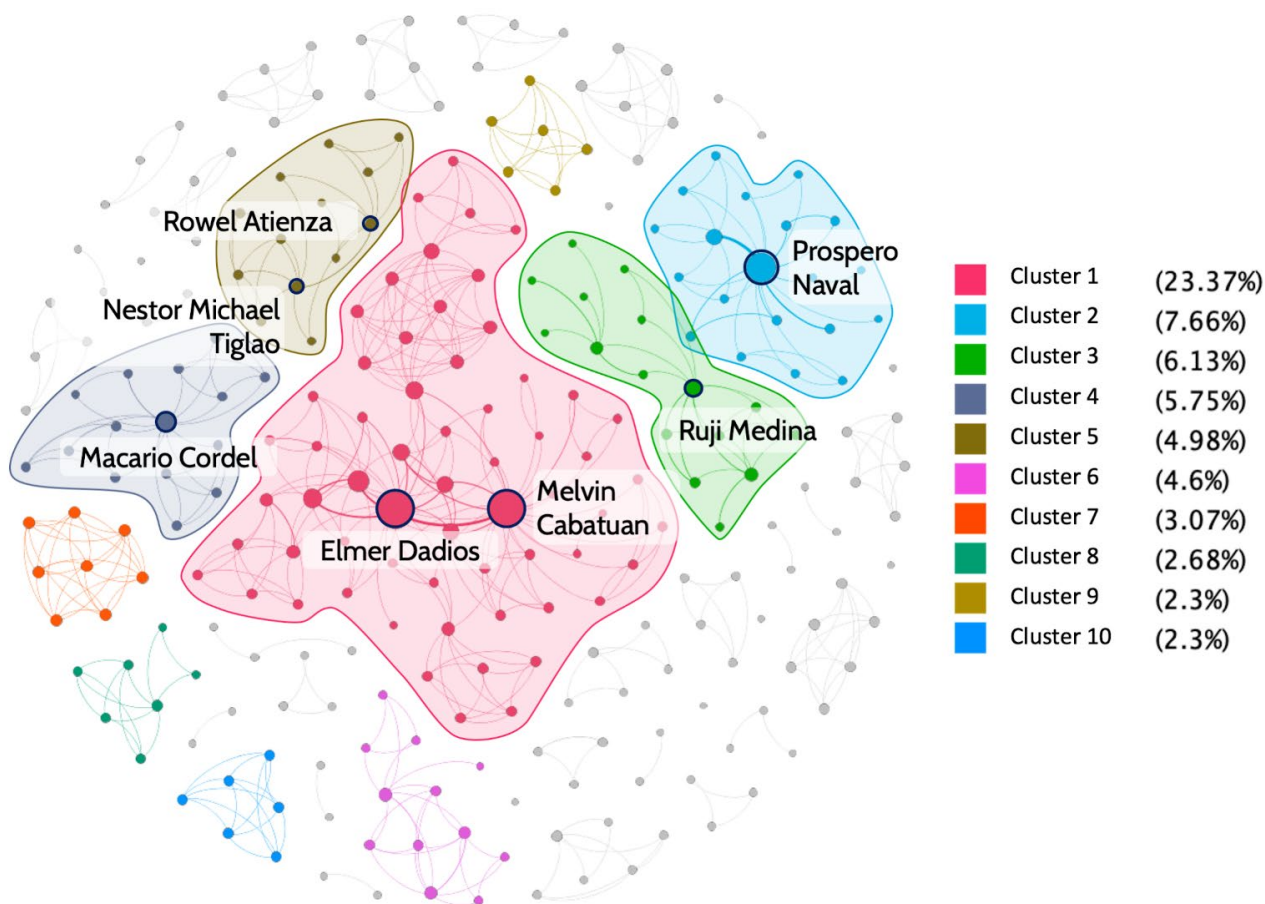 Rowel Atienza
Nestor Michael
Tiglao
Macario Cordel
Elmer Dadios
Melvin
Cabatuan
Ruji Medina
Prospero
Naval
Cluster 1 (23.37%)
Cluster 2 (7.66%)
Cluster 3 (6.13%)
Cluster 4 (5.75%)
Cluster 5 (4.98%)
Cluster 6 (4.6%)
Cluster 7 (3.07%)
Cluster 8 (2.68%)
Cluster 9 (2.3%)
Cluster 10 (2.3%)